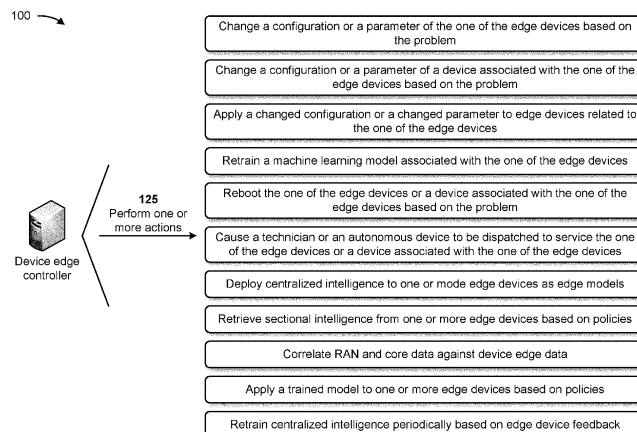 100
Change a configuration or a parameter of the one of the edge devices based on
the problem
Change a configuration or a parameter of a device associated with the one of the
edge devices based on the problem
Apply a changed configuration or a changed parameter to edge devices related to
the one of the edge devices
Retrain a machine learning model associated with the one of the edge devices
125
Perform one or
more actions
Reboot the one of the edge devices or a device associated with the one of the
edge devices based on the problem
Device edge
controller
Cause a technician or an autonomous device to be dispatched to service the one
of the edge devices or a device associated with the one of the edge devices
Deploy centralized intelligence to one or mode edge devices as edge models
Retrieve sectional intelligence from one or more edge devices based on policies
Correlate RAN and core data against device edge data
Apply a trained model to one or more edge devices based on policies
Retrain centralized intelligence periodically based on edge device feedback